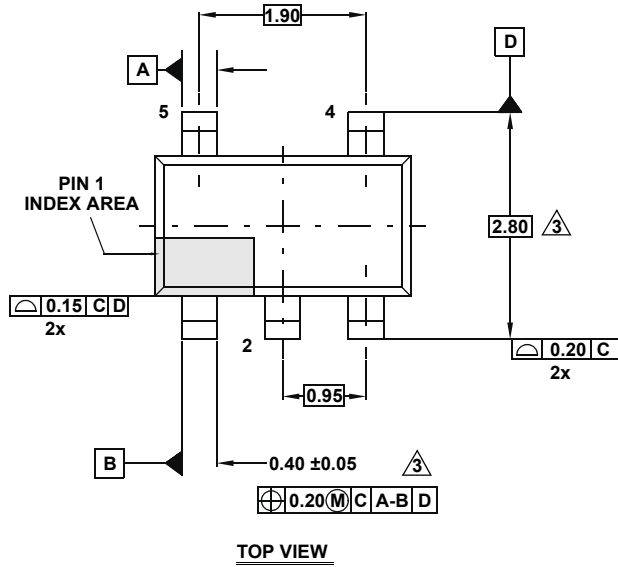 1.90
D
A
5
4
PIN 1
INDEX AREA
2.80 3
0.15 C D
2x
2
0.20 C
2x
0.95
B
0.40 ±0.05
3
0.20 M C A-B D
TOP VIEW